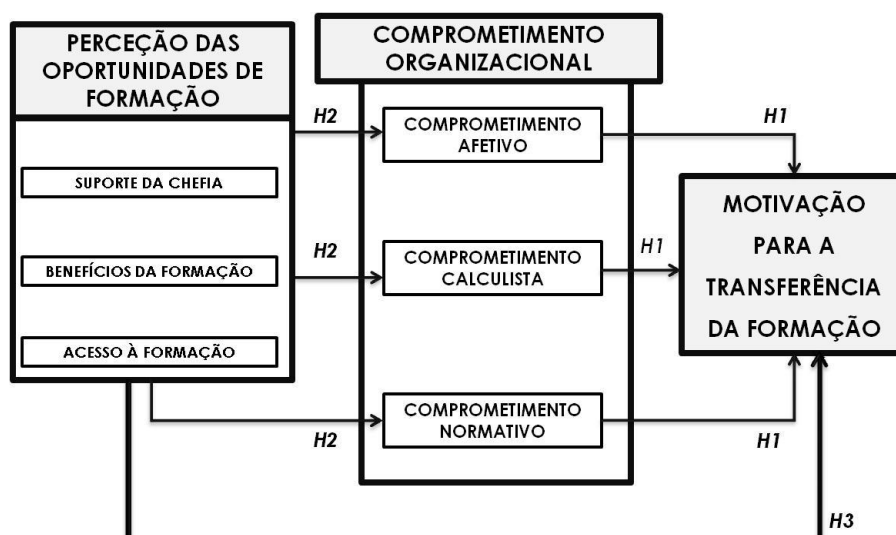 PERCEÇÃO DAS
OPORTUNIDADES DE
FORMAÇÃO
SUPORTE DA CHEFIA
BENEFÍCIOS DA FORMAÇÃO
ACESSO À FORMAÇÃO
H2
H2
H2
COMPROMETIMENTO
ORGANIZACIONAL
COMPROMETIMENTO
AFETIVO
COMPROMETIMENTO
CALCULISTA
COMPROMETIMENTO
NORMATIVO
H1
H1
H1
MOTIVAÇÃO
PARA A
TRANSFERÊNCIA
DA FORMAÇÃO
H3